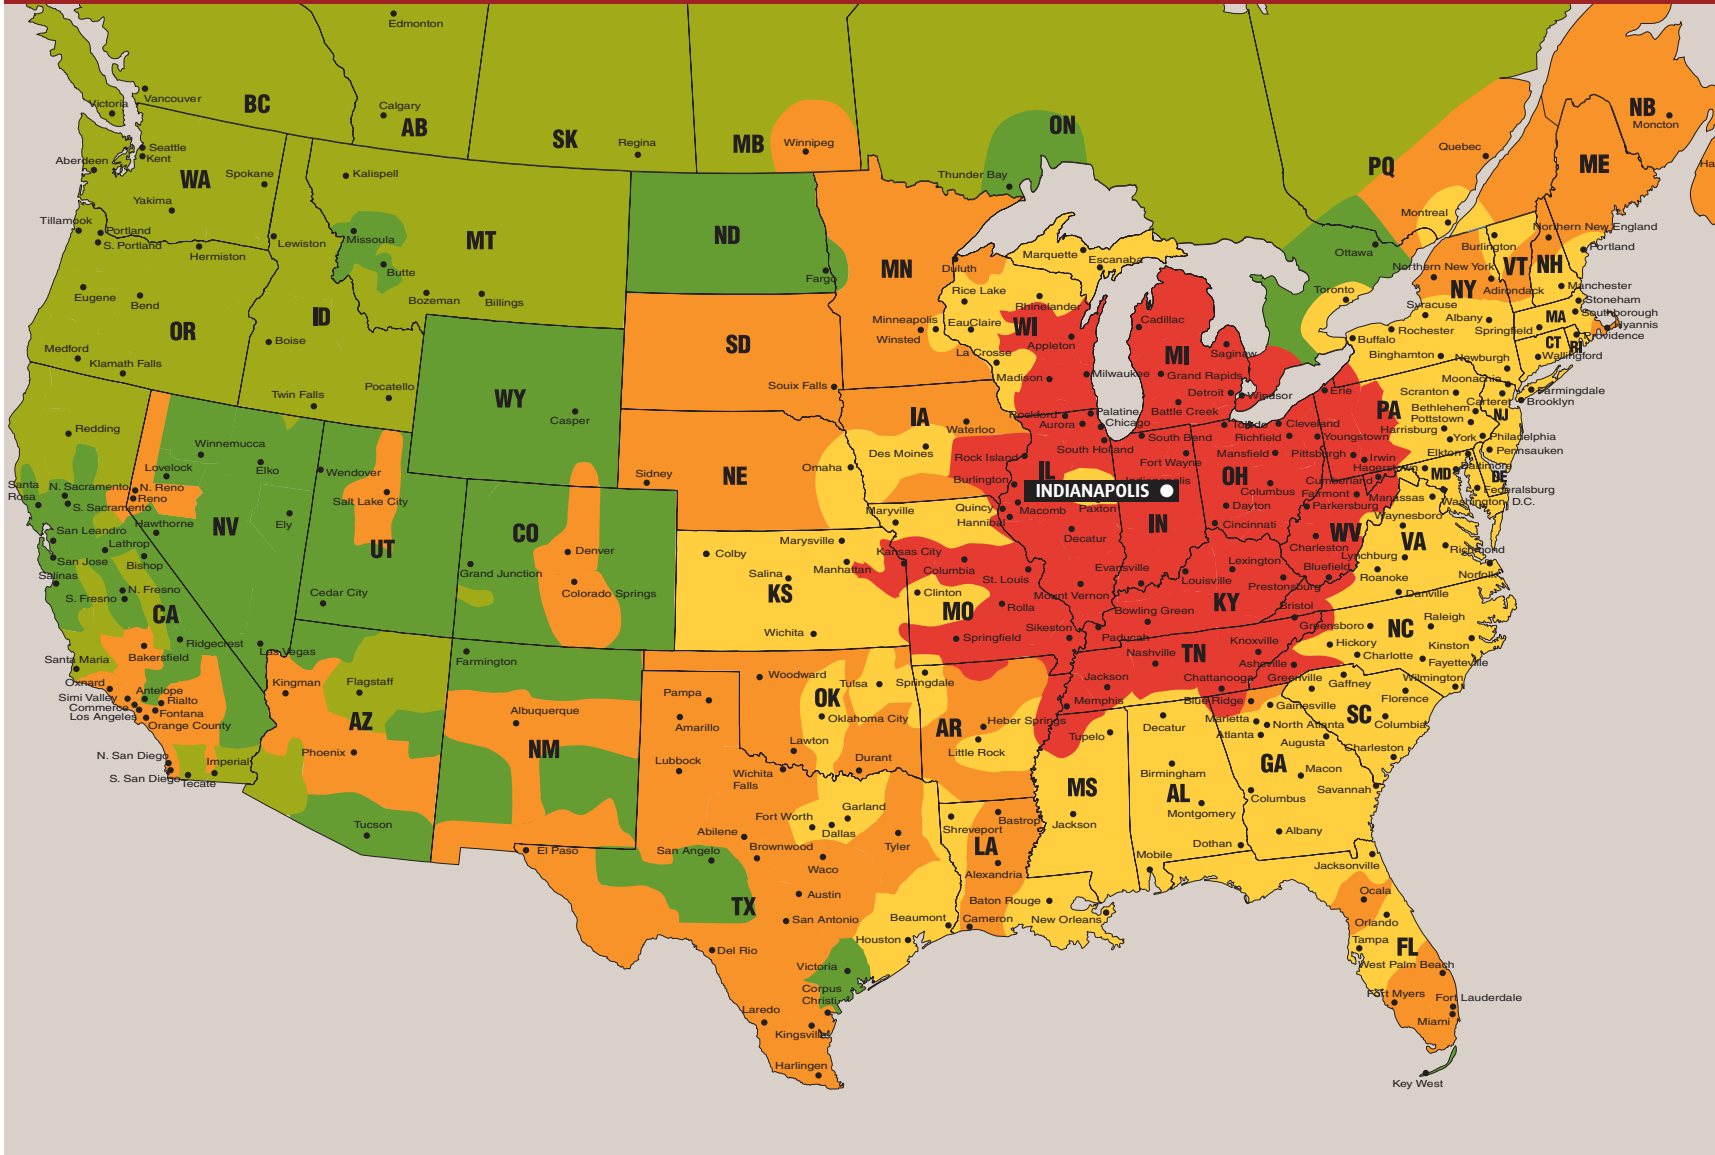 Edmonton
Vancouver
Victoria
BC
Calgary
AB
SK
Regina
MB
Winnipeg
ON
Thunder Bay
PQ
Quebec
NB
Moncton
ME
Ha
Montreal
Ottawa
Toronto
Seattle
Kent
Aberdeen
WA
Spokane
Yakima
Kalispell
Tillamook
Portland
S. Portland
Hermiston
Lewiston
Missoula
MT
Butte
Bozeman
Billings
Eugene
Bend
OR
ID
Boise
Medford
Klamath Falls
Twin Falls
Pocatello
ND
Fargo
MN
Duluth
SD
Souix Falls
WY
Casper
Marquette
Escanaba
Rice Lake
Rhinelander
Minneapolis
EauClaire
WI
Winsted
Appleton
La Crosse
Madison
Milwaukee
Cadillac
MI
Saginaw
Grand Rapids
Detroit
Windsor
Battle Creek
Northern New England
Burlington
Portland
VT
NH
Northern New York
NY
Adirondack
Manchester
Stoneham
Syracuse
Albany
MA
Southborough
Hyannis
Rochester
Springfield
Providence
Buffalo
CT
RI
Binghamton
Newburgh
Wallingford
Moonachie
Erie
Scranton
Farmingdale
Carteret
Brooklyn
PA
Bethlehem
Pottstown
NJ
Harrisburg
York
Philadelphia
Pennsauken
Pittsburgh
Irwin
Elkton
Hagerstown
MD
Baltimore
DE
Cumberland
Federalsburg
Fairmont
Manassas
Washington, D.C.
Redding
Winnemucca
Lovelock
Elko
Wendover
Santa Rosa
N. Sacramento
N. Reno
Reno
S. Sacramento
Salt Lake City
San Leandro
Hawthorne
NV
Ely
Lathrop
UT
San Jose
Bishop
Salinas
N. Fresno
S. Fresno
CA
Cedar City
Ridgecrest
Las Vegas
Bakersfield
Santa Maria
Oxnard
Simi Valley
Antelope
Rialto
Commerce
Fontana
Los Angeles
Orange County
N. San Diego
Imperial
S. San Diego
Tecate
Kingman
Flagstaff
AZ
Phoenix
Tucson
CO
Denver
Grand Junction
Colorado Springs
Farmington
Albuquerque
NM
Sidney
NE
Omaha
IA
Waterloo
Des Moines
Rock Island
Burlington
Rockford
Palatine
Aurora
Chicago
South Holland
South Bend
Fort Wayne
Toledo
Cleveland
Richfield
Youngstown
Mansfield
IL
OH
INDIANAPOLIS
Indianapolis
Columbus
Quincy
Hannibal
Macomb
Paxton
Dayton
Parkersburg
Decatur
IN
Cincinnati
WV
Charleston
Maryville
Marysville
Colby
Kansas City
Manhattan
Salina
KS
Columbia
St. Louis
Clinton
MO
Rolla
Wichita
Springfield
Evansville
Louisville
Lexington
Mount Vernon
Prestonsburg
Bluefield
Bowling Green
KY
Bristol
Sikeston
Paducah
Waynesboro
VA
Lynchburg
Richmond
Roanoke
Norfolk
Danville
Raleigh
Greensboro
NC
Hickory
Kinston
Charlotte
Fayetteville
Wilmington
Knoxville
Nashville
TN
Asheville
Chattanooga
Greenville
Gaffney
Jackson
Memphis
Blue Ridge
Gainesville
Florence
SC
Marietta
North Atlanta
Columbia
Atlanta
Augusta
Charleston
Woodward
Tulsa
Springdale
OK
Pampa
Amarillo
Oklahoma City
Lawton
AR
Heber Springs
Little Rock
Lubbock
Wichita Falls
Durant
Tupelo
Decatur
Birmingham
MS
AL
Montgomery
GA
Macon
Columbus
Savannah
Albany
Dothan
Mobile
Jacksonville
Garland
Fort Worth
Dallas
Abilene
Brownwood
Tyler
Waco
El Paso
San Angelo
Shreveport
Bastrop
Jackson
LA
Alexandria
TX
Austin
San Antonio
Baton Rouge
Beaumont
Cameron
New Orleans
Houston
Del Rio
Victoria
Corpus
Christi
Laredo
Kingsville
Harlingen
Ocala
Orlando
Tampa
FL
West Palm Beach
Fort Myers
Fort Lauderdale
Miami
Key West